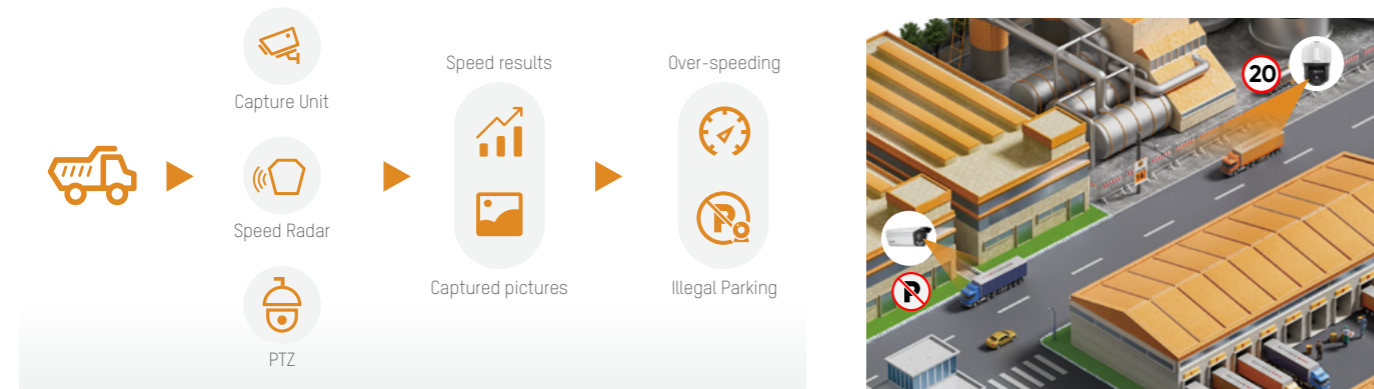 Capture Unit
Speed Radar
PTZ
Speed results
Captured pictures
Over-speeding
P
Illegal Parking
20
P